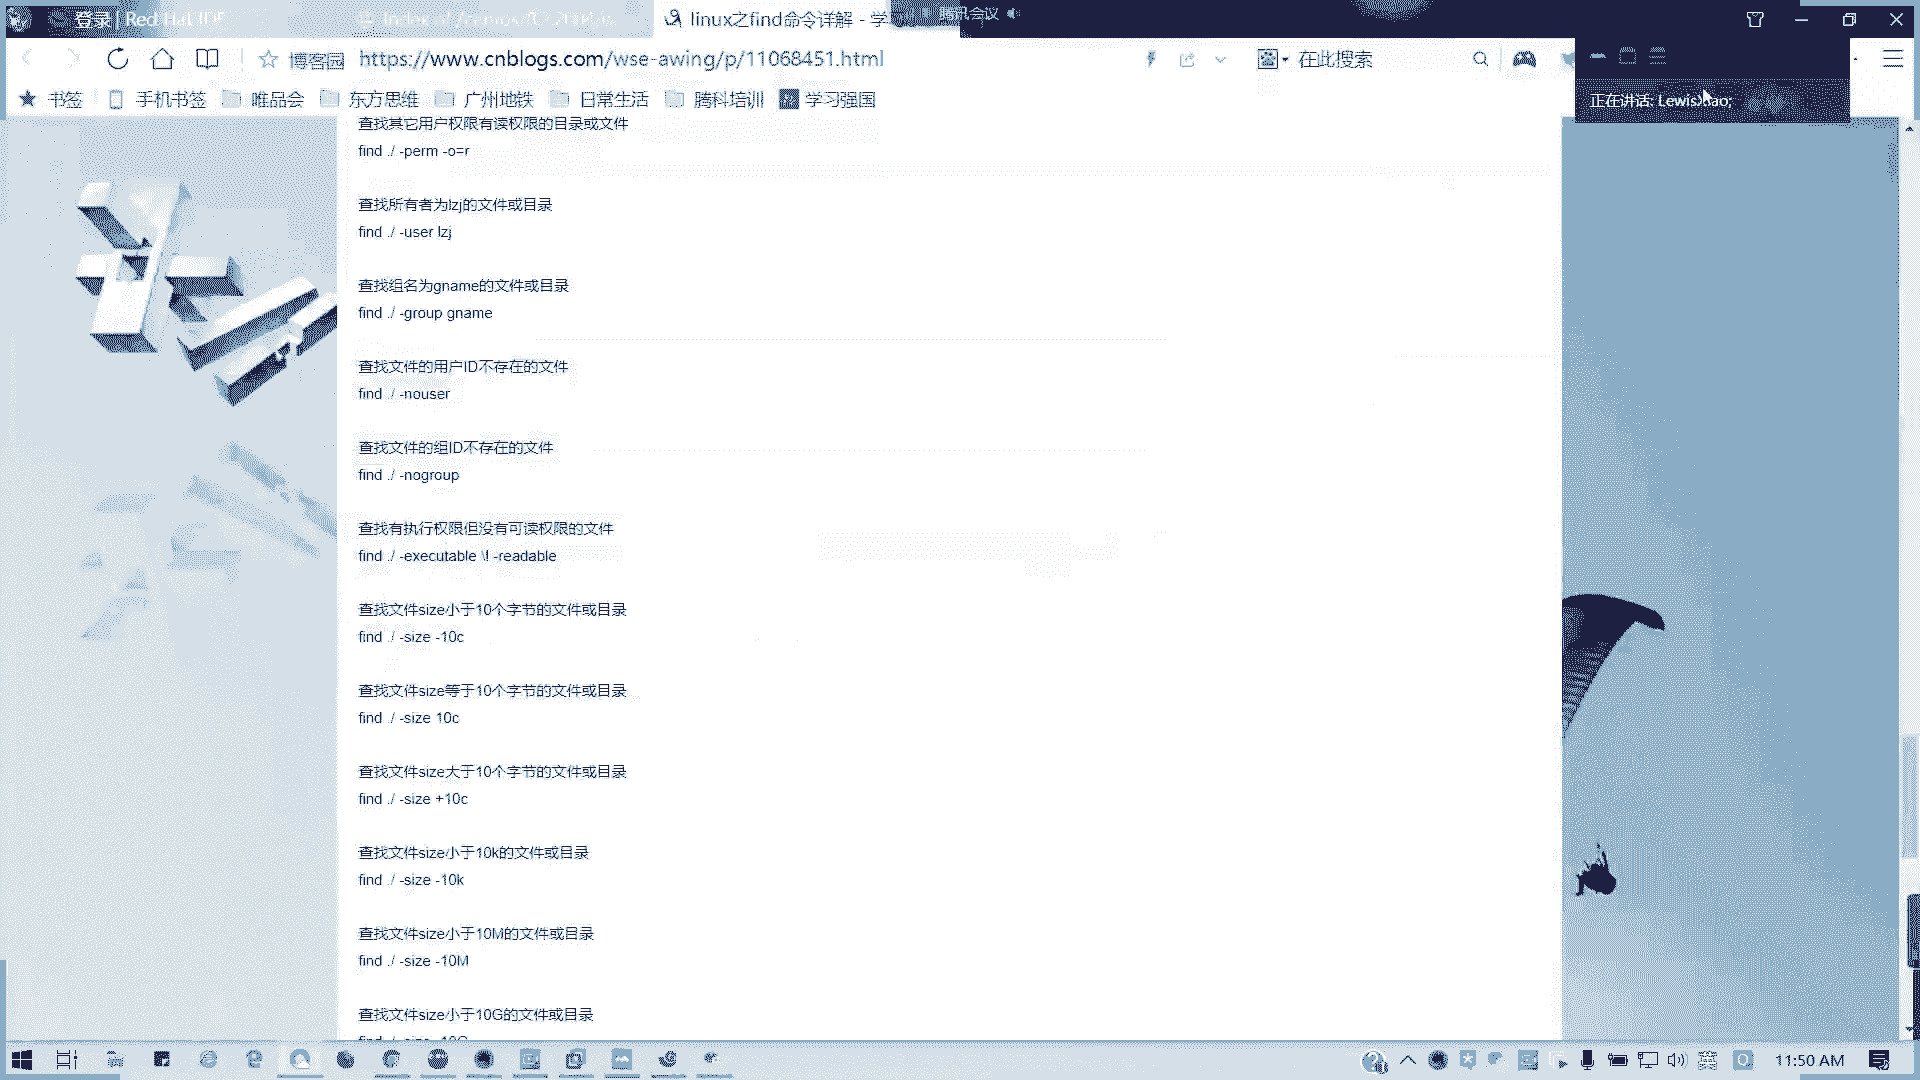 登录 | Red Hat IDP
linux之find命令详解 - 学
腾讯会议
博客园
https://www.cnblogs.com/wse-awing/p/11068451.html
在此搜索
书签
手机书签
唯品会
东方思维
广州地铁
日常生活
腾科培训
学习强国
正在讲话:
查找其它用户权限有读权限的目录或文件
find ./ -perm -o=r
查找所有者为lzj的文件或目录
find ./ -user lzj
查找组名为gname的文件或目录
find ./ -group gname
查找文件的用户ID不存在的文件
find ./ -nouser
查找文件的组ID不存在的文件
find ./ -nogroup
查找有执行权限但没有可读权限的文件
find ./ -executable \! -readable
查找文件size小于10个字节的文件或目录
find ./ -size -10c
查找文件size等于10个字节的文件或目录
find ./ -size 10c
查找文件size大于10个字节的文件或目录
find ./ -size +10c
查找文件size小于10k的文件或目录
find ./ -size -10k
查找文件size小于10M的文件或目录
find ./ -size -10M
查找文件size小于10G的文件或目录
英
11:50 AM